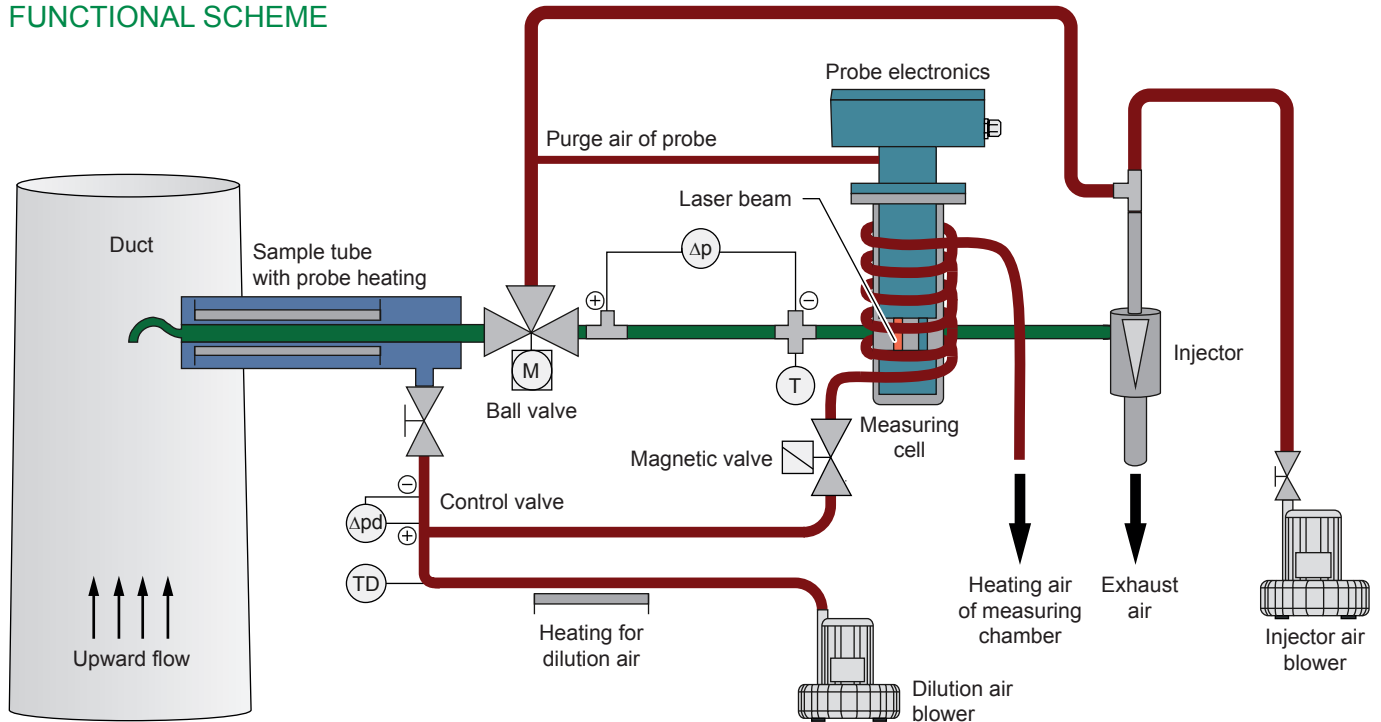 FUNCTIONAL SCHEME
Probe electronics
Purge air of probe
Laser beam
Duct
Sample tube
with probe heating
Δp
+
−
M
T
Ball valve
Injector
Measuring
cell
Magnetic valve
−
Control valve
Δpd
+
TD
Heating for
dilution air
Heating air
of measuring
chamber
Exhaust
air
Injector air
blower
Upward flow
Dilution air
blower